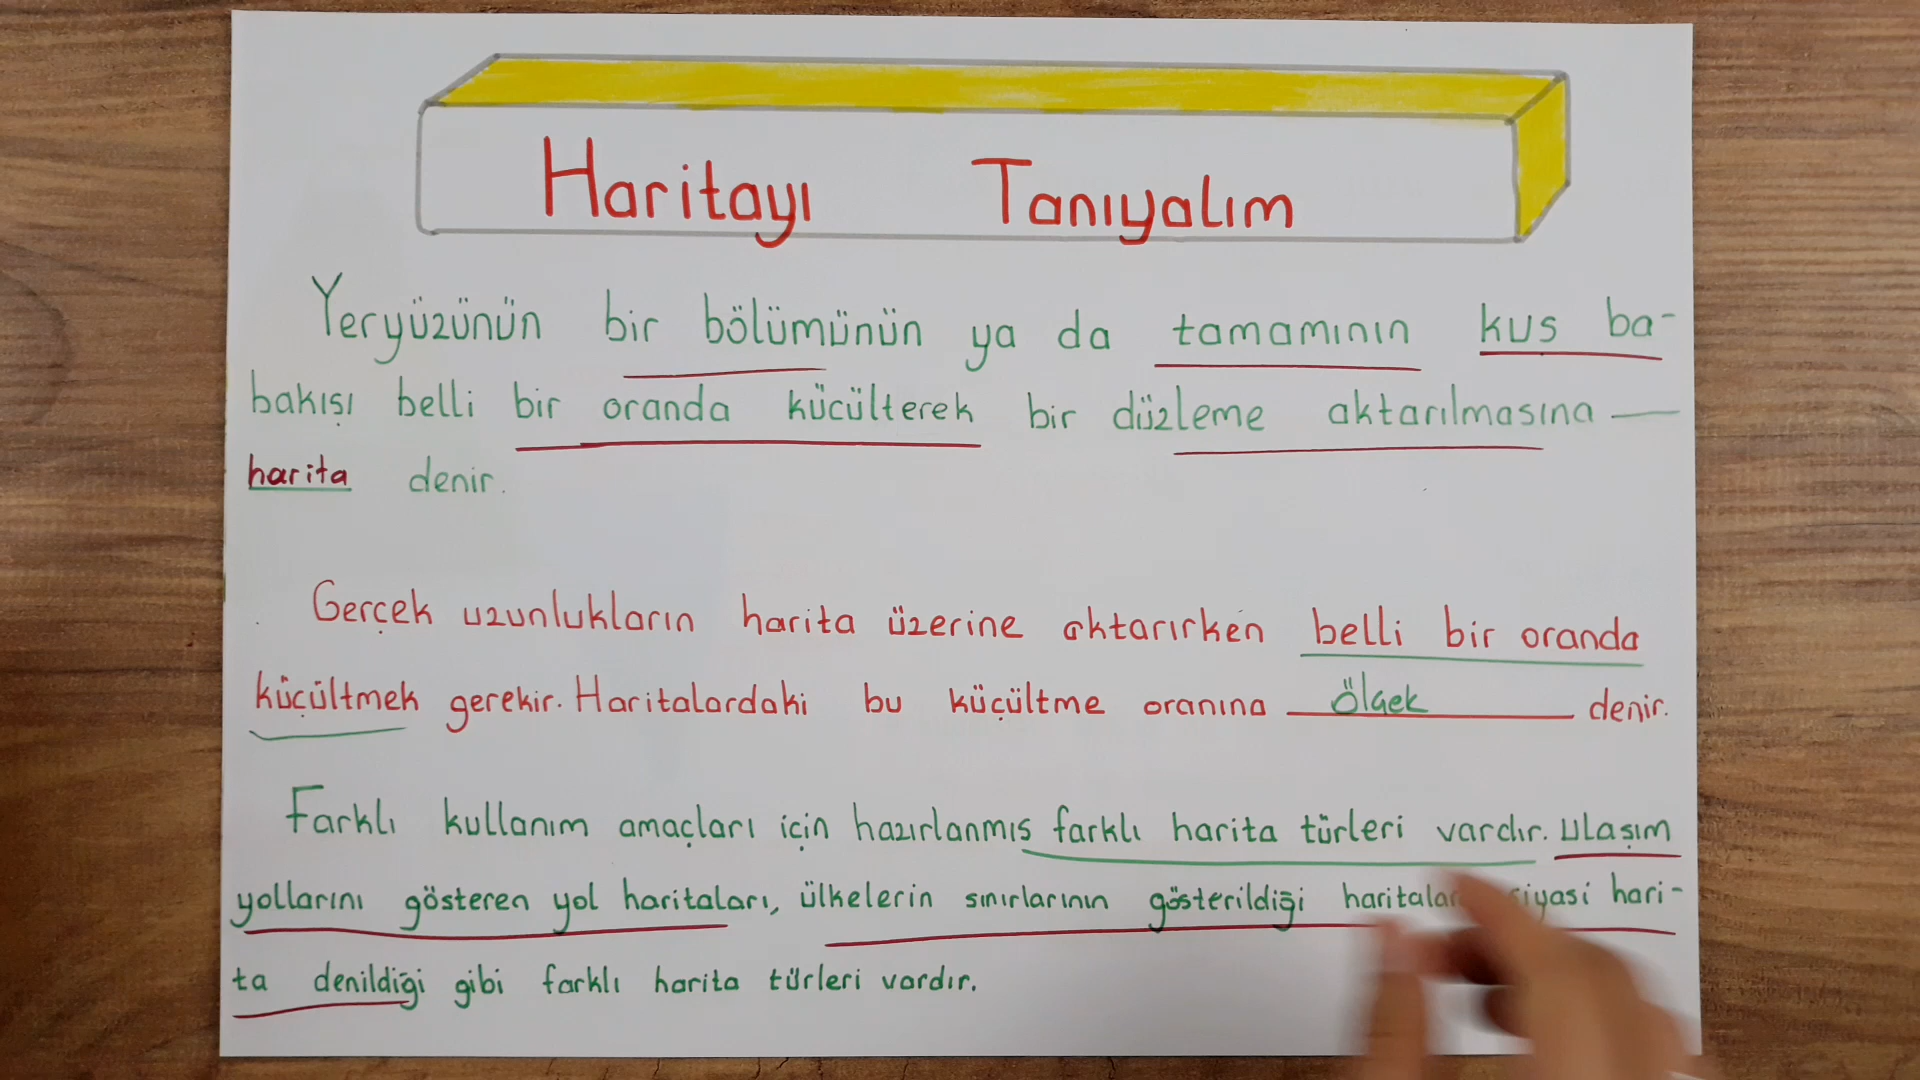 Haritayı Tanıyalım
Yeryüzünün bir bölümünün ya da tamamının kus ba-
bakışı belli bir oranda kücülterek bir düzleme aktarılmasına
harita denir.
Gerçek uzunlukların harita üzerine aktarırken belli bir oranda
küçültmek gerekir. Haritalardaki bu küçültme oranına ölçek denir.
Farklı kullanım amaçları için hazırlanmış farklı harita türleri vardır. Ulaşım
yollarını gösteren yol haritaları, ülkelerin sınırlarının gösterildiği siyasi hari-
ta denildiği gibi farklı harita türleri vardır.